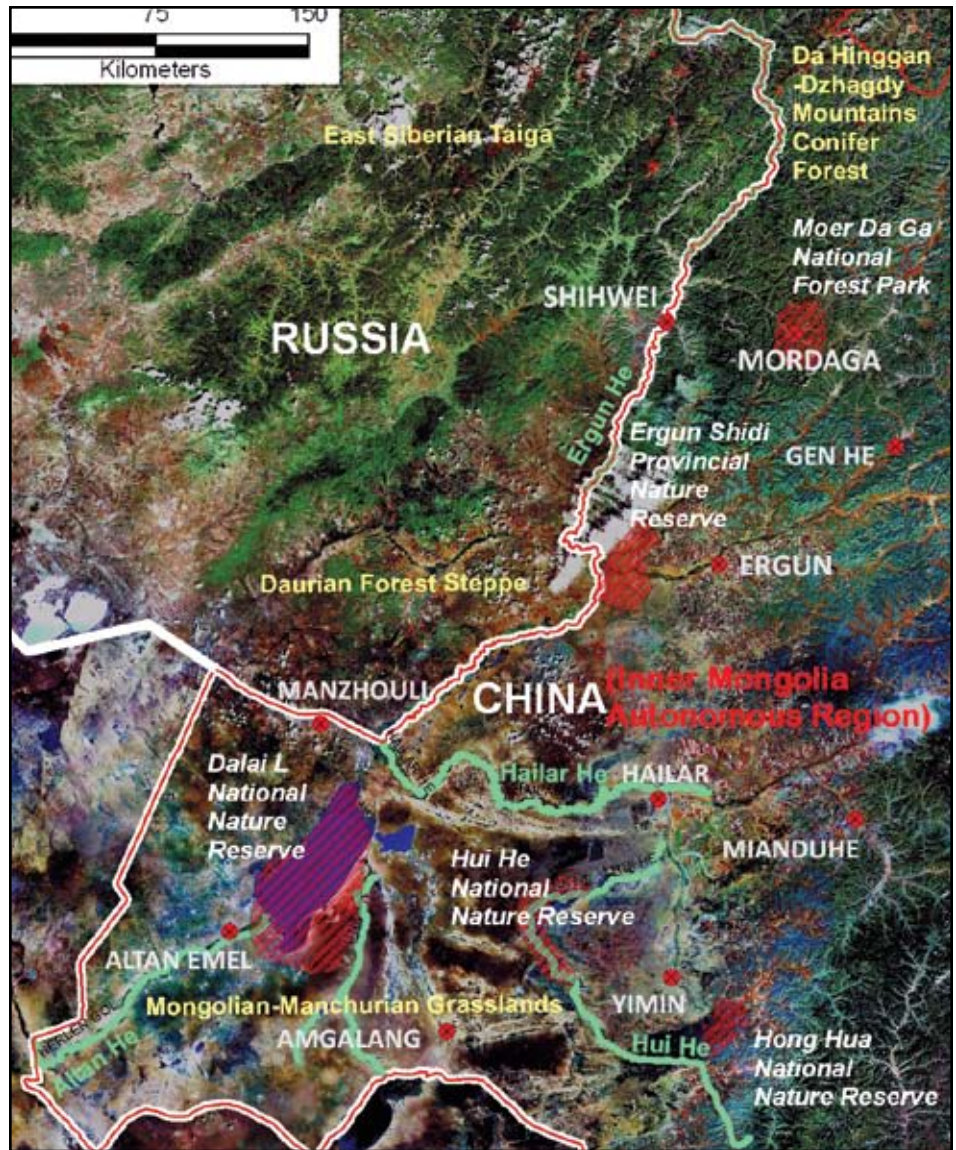 75
150
Kilometers
Da Hinggan
-Dzhagdy
Mountains
Conifer
Forest
East Siberian Taiga
Moer Da Ga
National
Forest Park
SHIHWEI
RUSSIA
MORDAGA
Ergun He
Ergun Shidi
Provincial
Nature
Reserve
GEN HE
Daurian Forest Steppe
ERGUN
MANZHOULI
CHINA
(Inner Mongolia
Autonomous Region)
Dalai L
National
Nature
Reserve
Hailar He
HAILAR
MIANDUHE
Hui He
National
Nature Reserve
ALTAN EMEL
Mongolian-Manchurian Grasslands
YIMIN
AMGALANG
Altan He
Hui He
Hong Hua
National
Nature Reserve